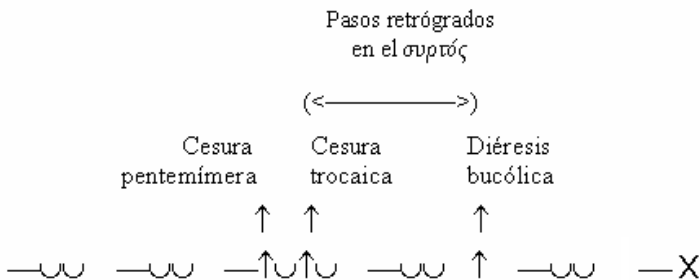 Pasos retrógrados
en el συρτός
(<————>)
Cesura Cesura Diéresis
pentemímera trocaica bucólica
↑ ↑ ↑
—∪∪ —∪∪ —↑∪↑∪ —∪∪ ↑ —∪∪ —X